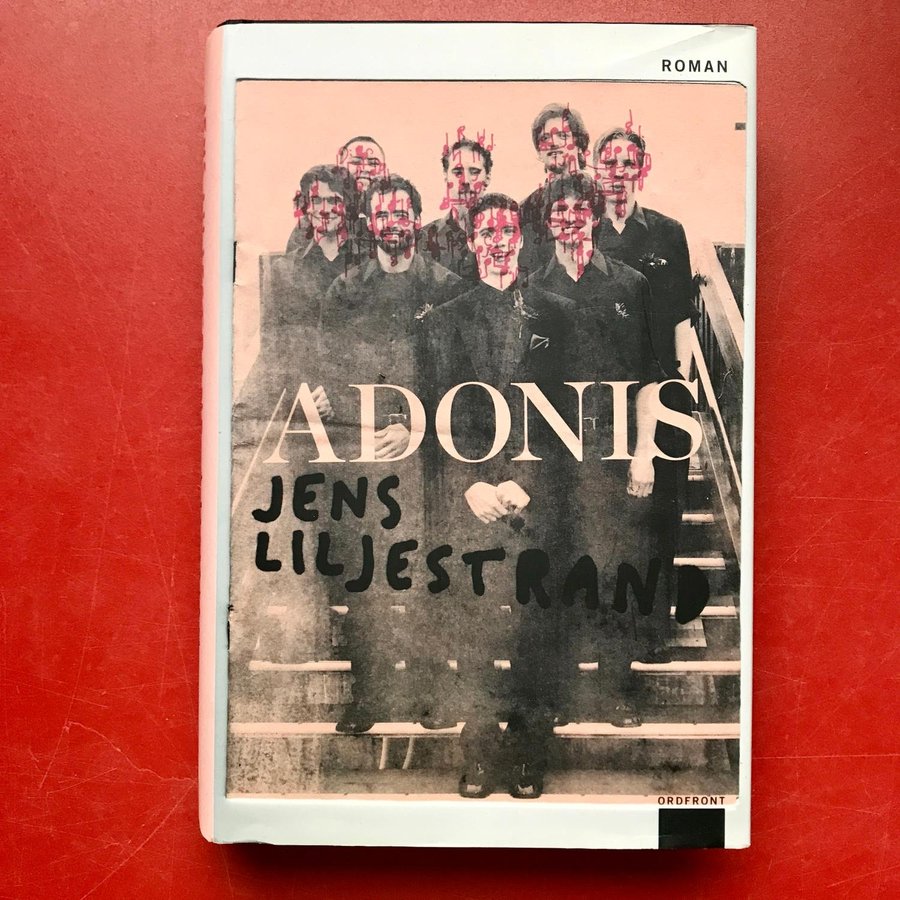 ROMAN
ADONIS
JENS
LILJESTRAND
ORDFRONT